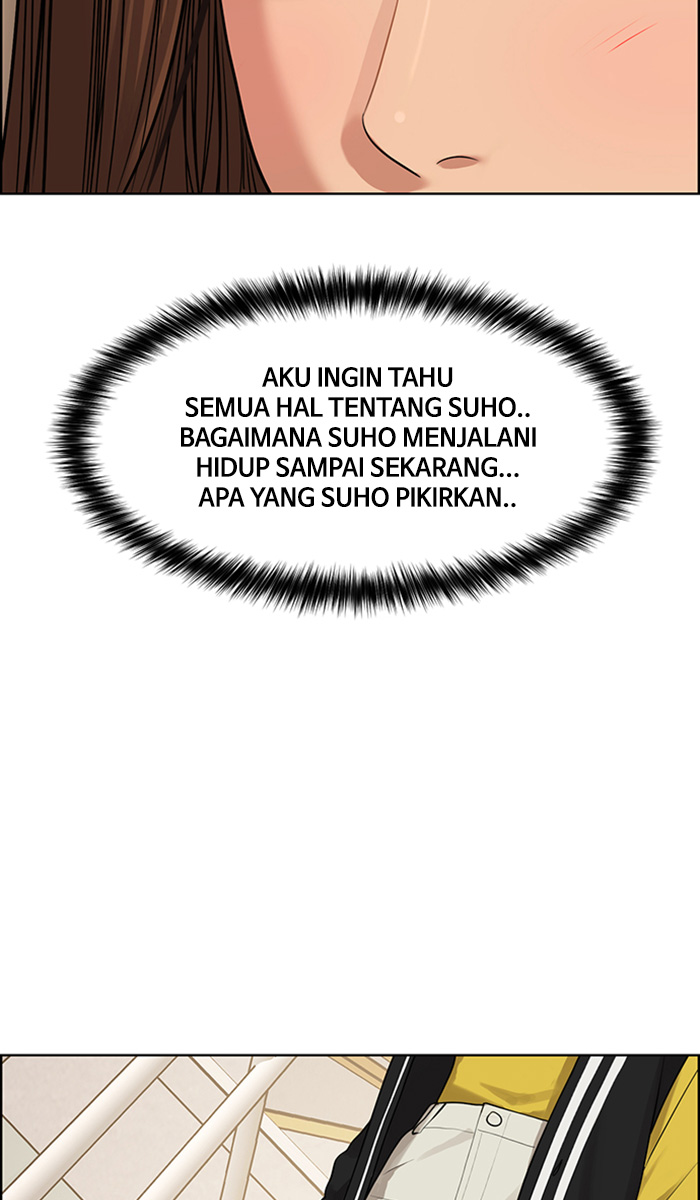 AKU INGIN TAHU
SEMUA HAL TENTANG SUHO..
BAGAIMANA SUHO MENJALANI
HIDUP SAMPAI SEKARANG...
APA YANG SUHO PIKIRKAN..